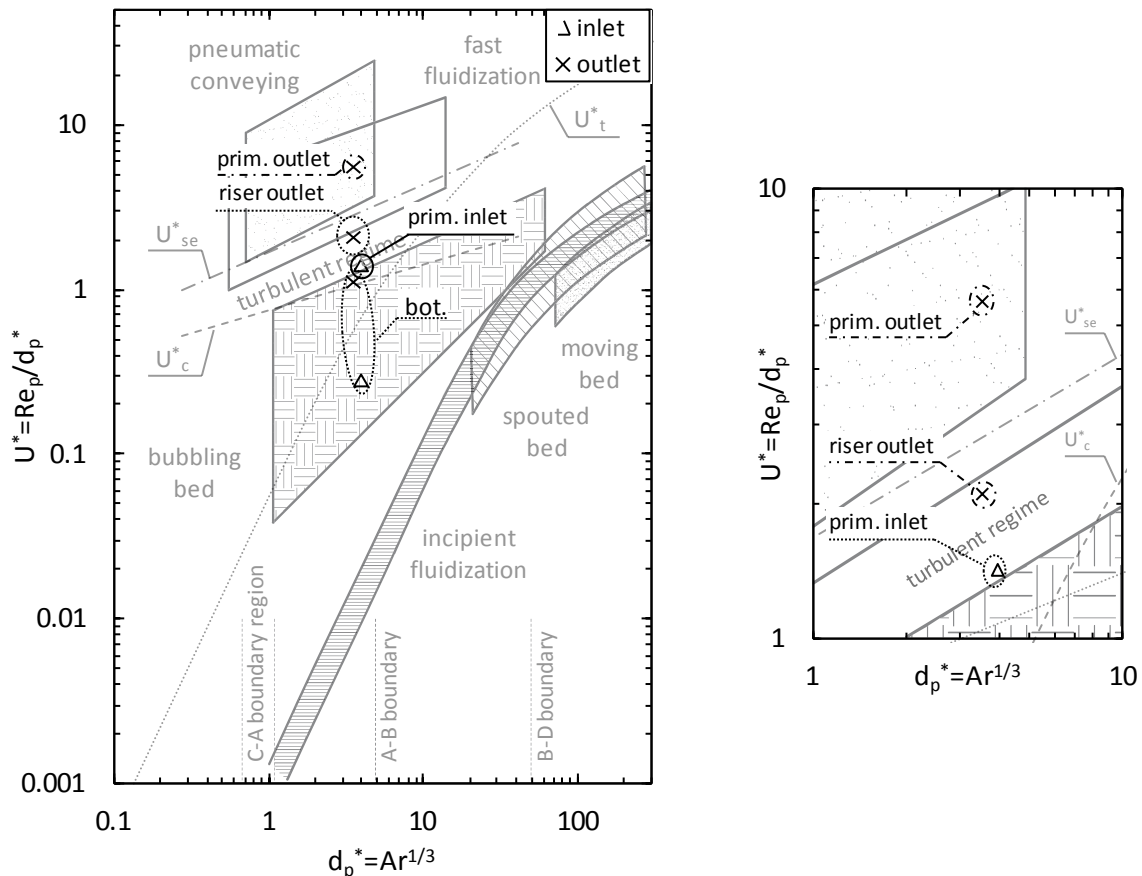 pneumatic
conveying
fast
fluidization
inlet
outlet
U*t
prim. outlet
riser outlet
prim. inlet
U*se
turbulent regime
U*c
bot.
moving
bed
spouted
bed
bubbling
bed
incipient
fluidization
C-A boundary region
A-B boundary
B-D boundary
10
1
0.1
0.01
0.001
0.1
1
10
100
U*=Rep/dp*
dp*=Ar1/3
10
prim. outlet
U*se
riser outlet
U*c
prim. inlet
turbulent regime
1
1
10
U*=Rep/dp*
dp*=Ar1/3